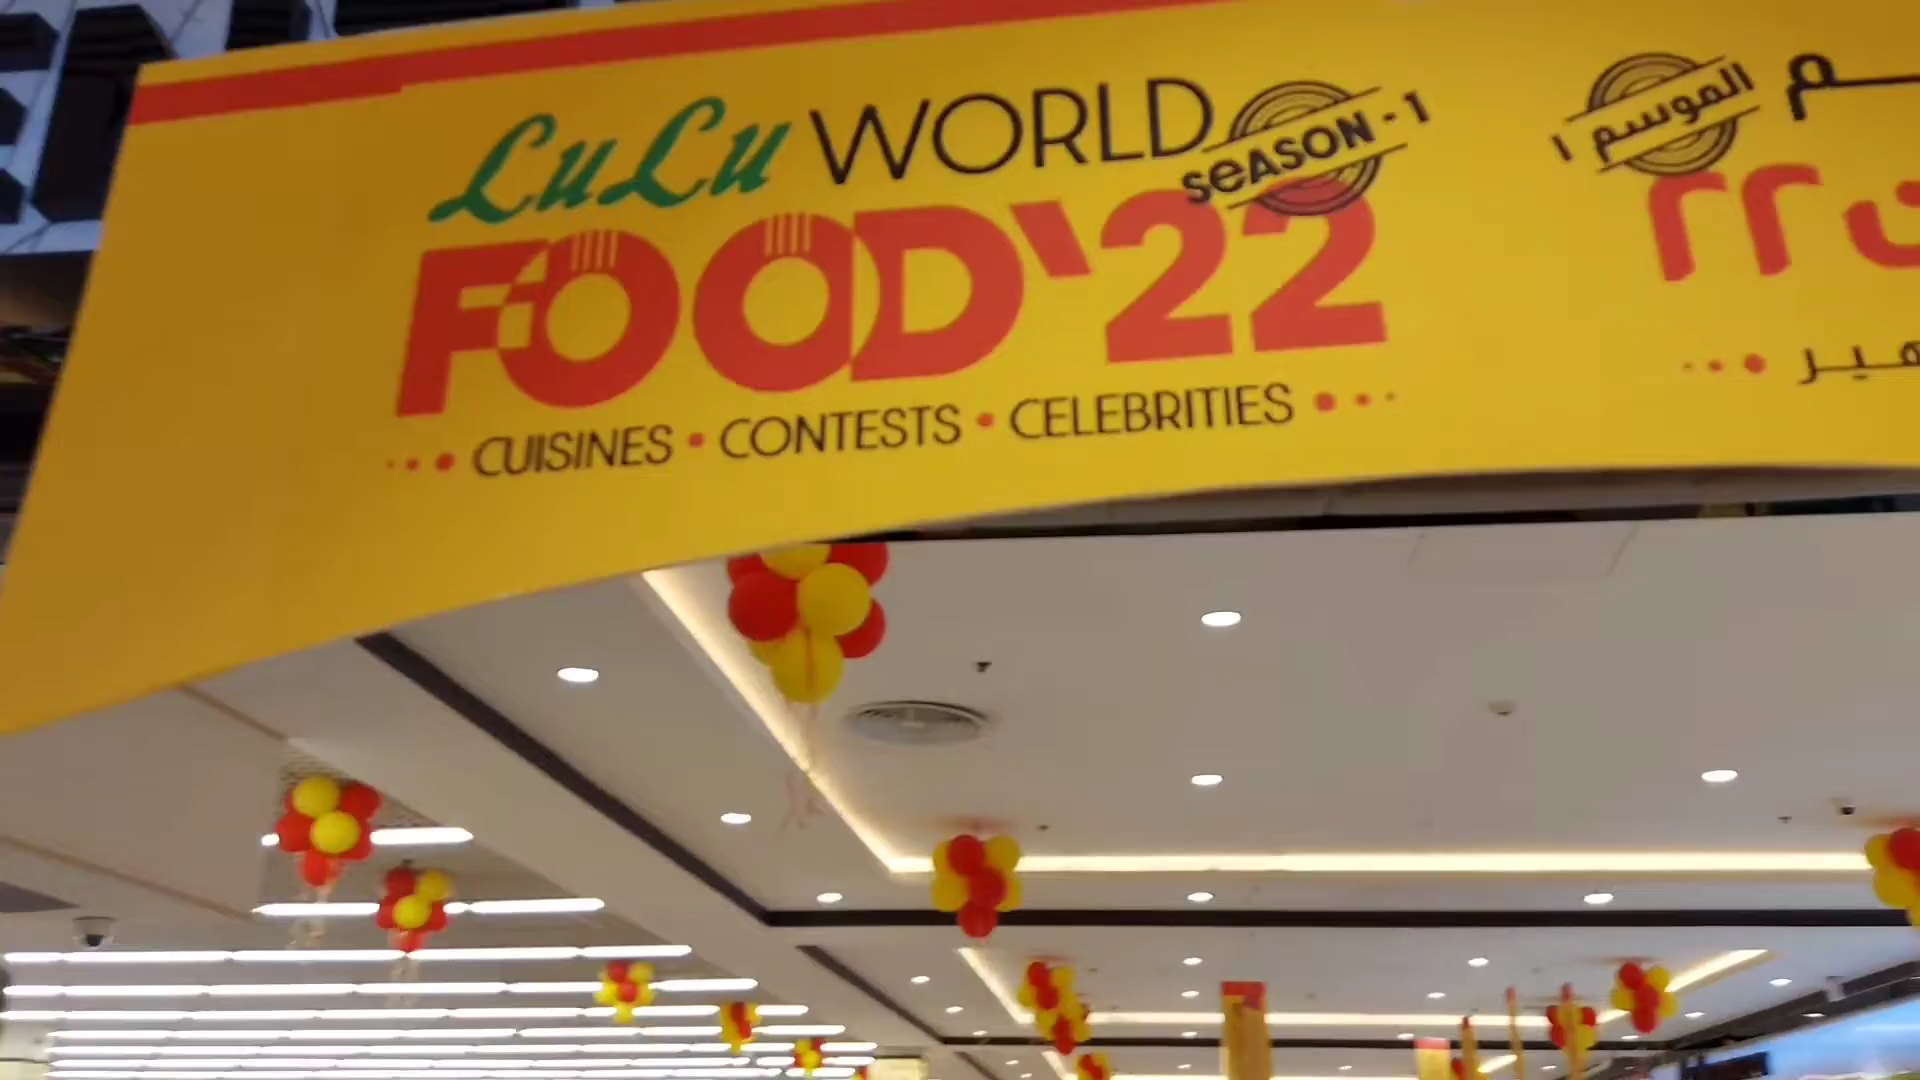 LuLu WORLD
SEASON - 1
FOOD '22
CUISINES • CONTESTS • CELEBRITIES
الموسم ١
٢٢